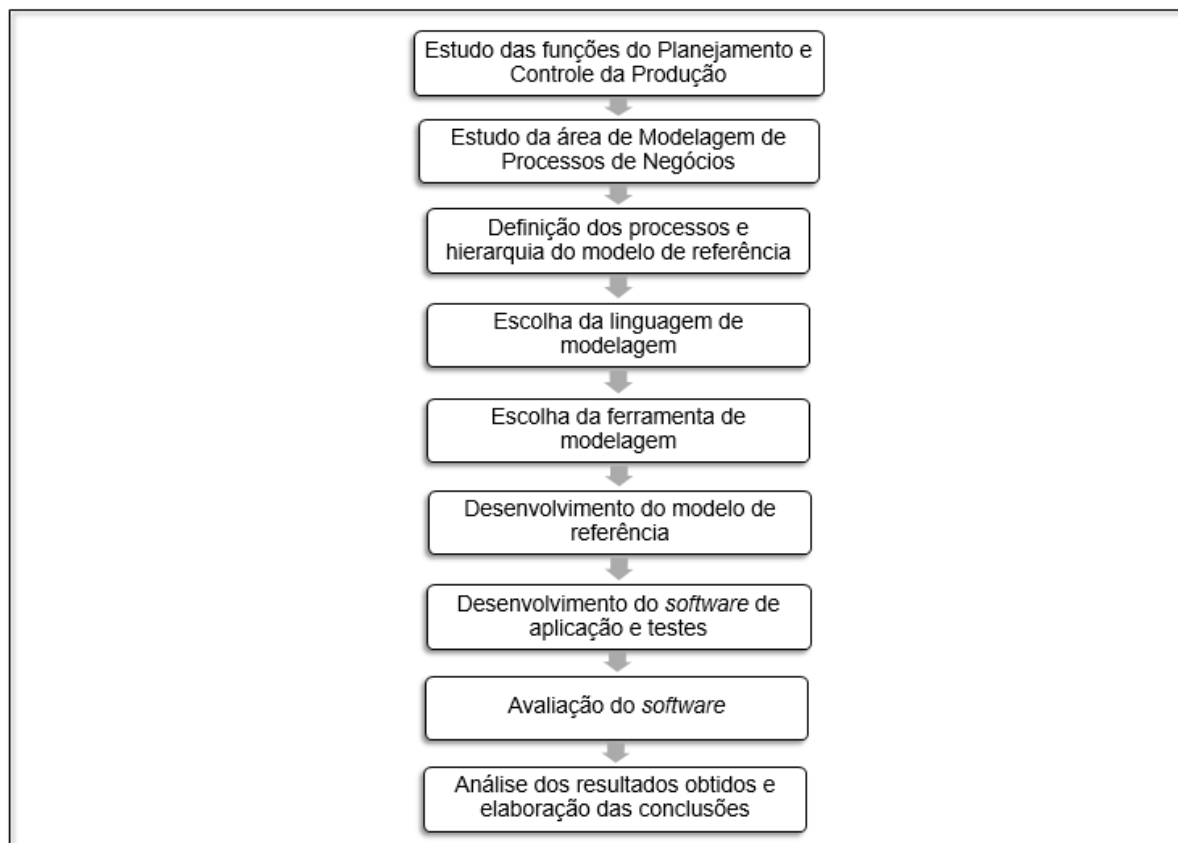 Estudo das funções do Planejamento e
Controle da Produção
Estudo da área de Modelagem de
Processos de Negócios
Definição dos processos e
hierarquia do modelo de referência
Escolha da linguagem de
modelagem
Escolha da ferramenta de
modelagem
Desenvolvimento do modelo de
referência
Desenvolvimento do software de
aplicação e testes
Avaliação do software
Análise dos resultados obtidos e
elaboração das conclusões